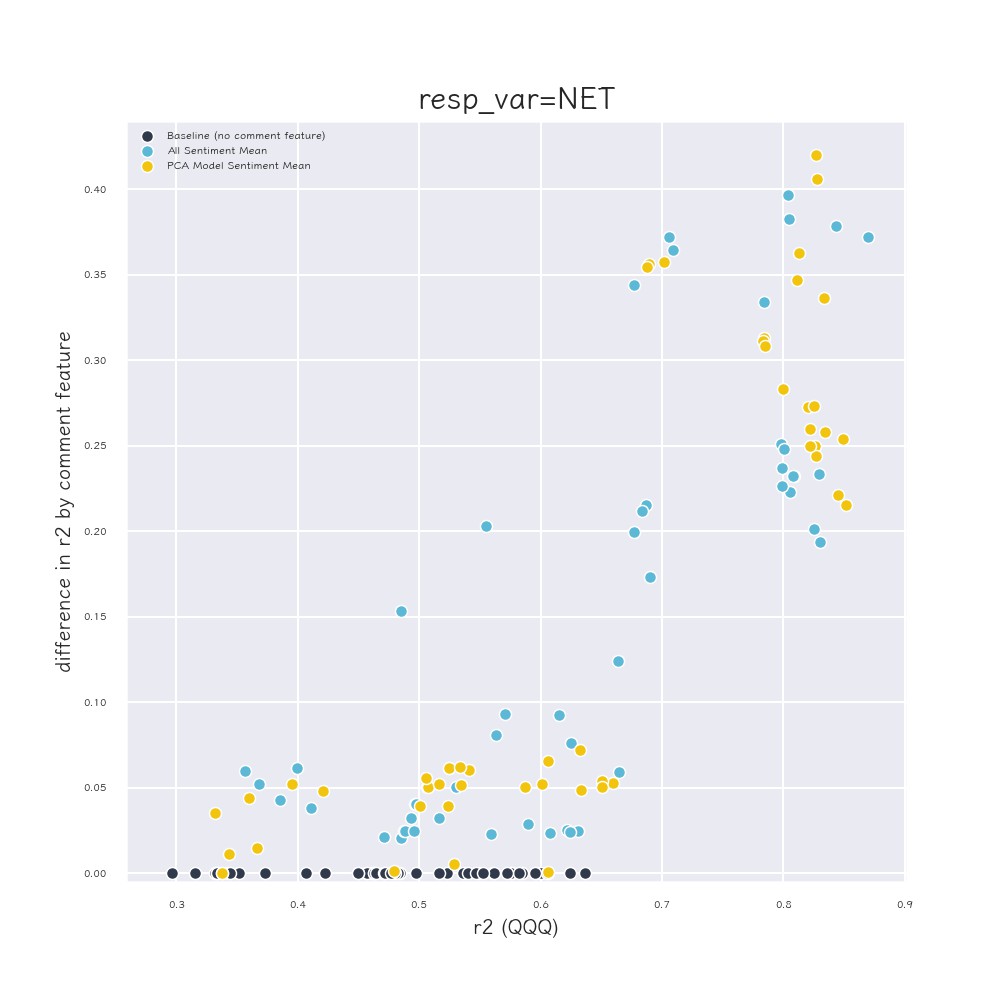 resp_var=NET
Baseline (no comment feature)
All Sentiment Mean
PCA Model Sentiment Mean
0.40
0.35
0.30
0.25
0.20
0.15
0.10
0.05
0.00
difference in r2 by comment feature
0.3 0.4 0.5 0.6 0.7 0.8 0.9
r2 (QQQ)